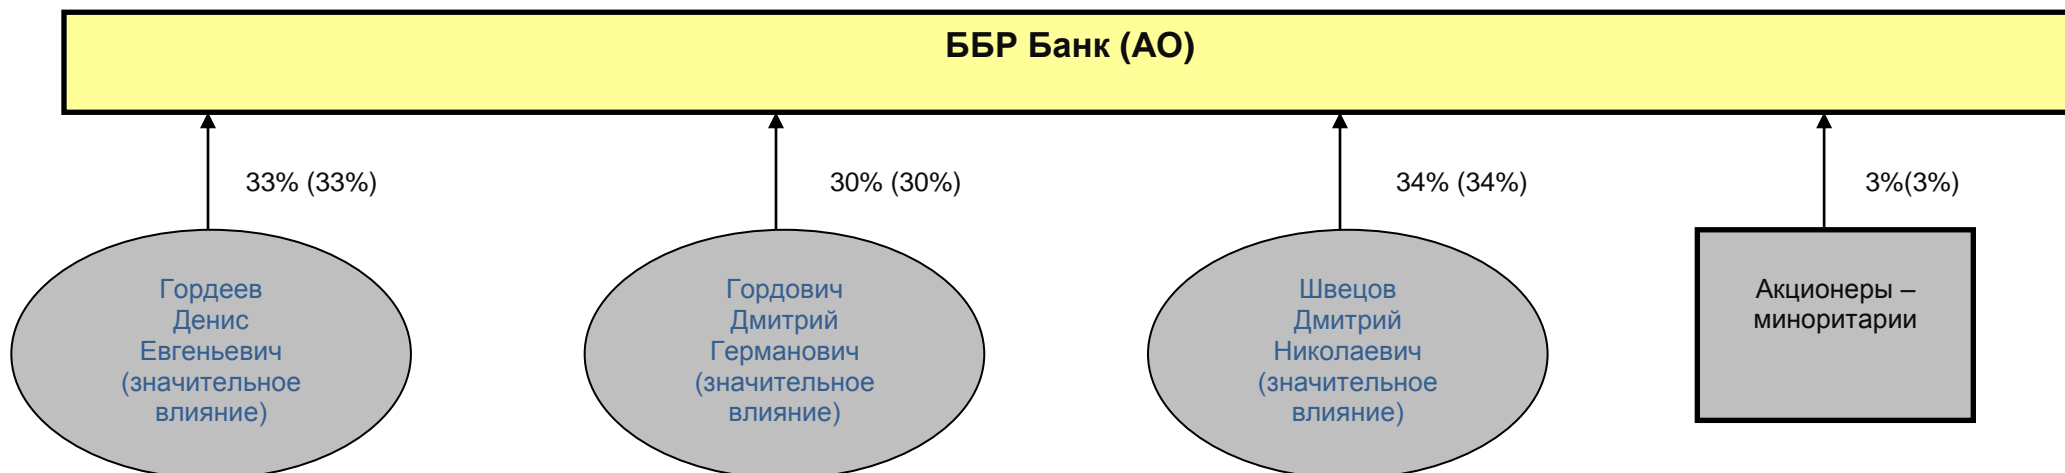 ББР Банк (АО)
33% (33%)
30% (30%)
34% (34%)
3%(3%)
Гордеев
Денис
Евгеньевич
(значительное
влияние)
Гордович
Дмитрий
Германович
(значительное
влияние)
Швецов
Дмитрий
Николаевич
(значительное
влияние)
Акционеры –
миноритарии